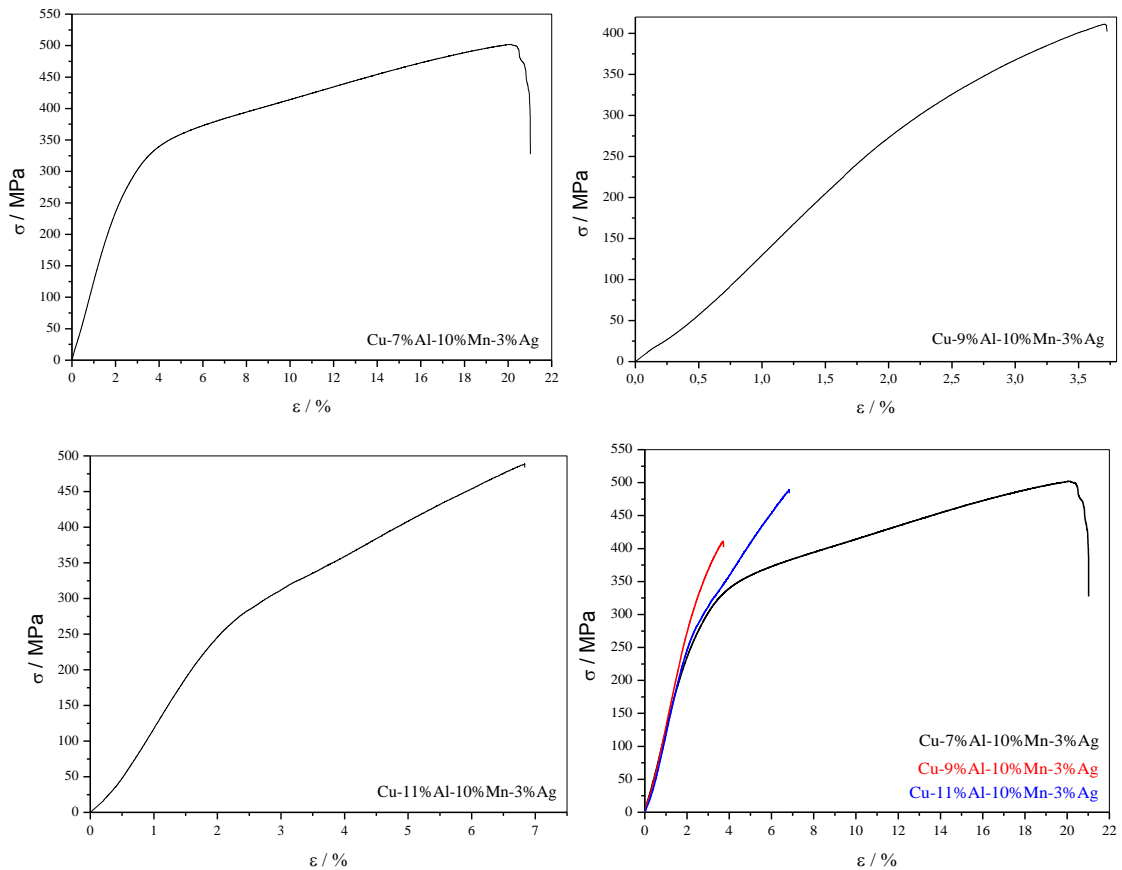 550
500
450
400
350
300
250
200
150
100
50
0
σ / MPa
0 2 4 6 8 10 12 14 16 18 20 22
ε / %
Cu-7%Al-10%Mn-3%Ag
400
350
300
250
200
150
100
50
0
σ / MPa
0,0 0,5 1,0 1,5 2,0 2,5 3,0 3,5
ε / %
Cu-9%Al-10%Mn-3%Ag
500
450
400
350
300
250
200
150
100
50
0
σ / MPa
0 1 2 3 4 5 6 7
ε / %
Cu-11%Al-10%Mn-3%Ag
550
500
450
400
350
300
250
200
150
100
50
0
σ / MPa
0 2 4 6 8 10 12 14 16 18 20 22
ε / %
Cu-7%Al-10%Mn-3%Ag
Cu-9%Al-10%Mn-3%Ag
Cu-11%Al-10%Mn-3%Ag